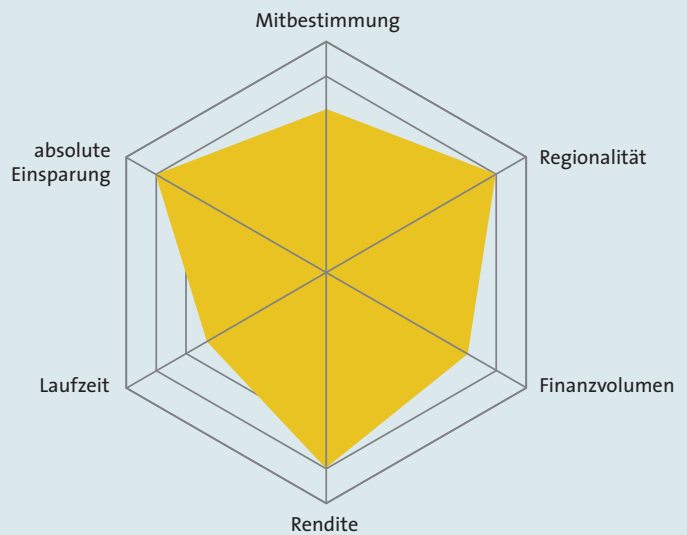 Mitbestimmung
absolute
Einsparung
Regionalität
Laufzeit
Finanzvolumen
Rendite